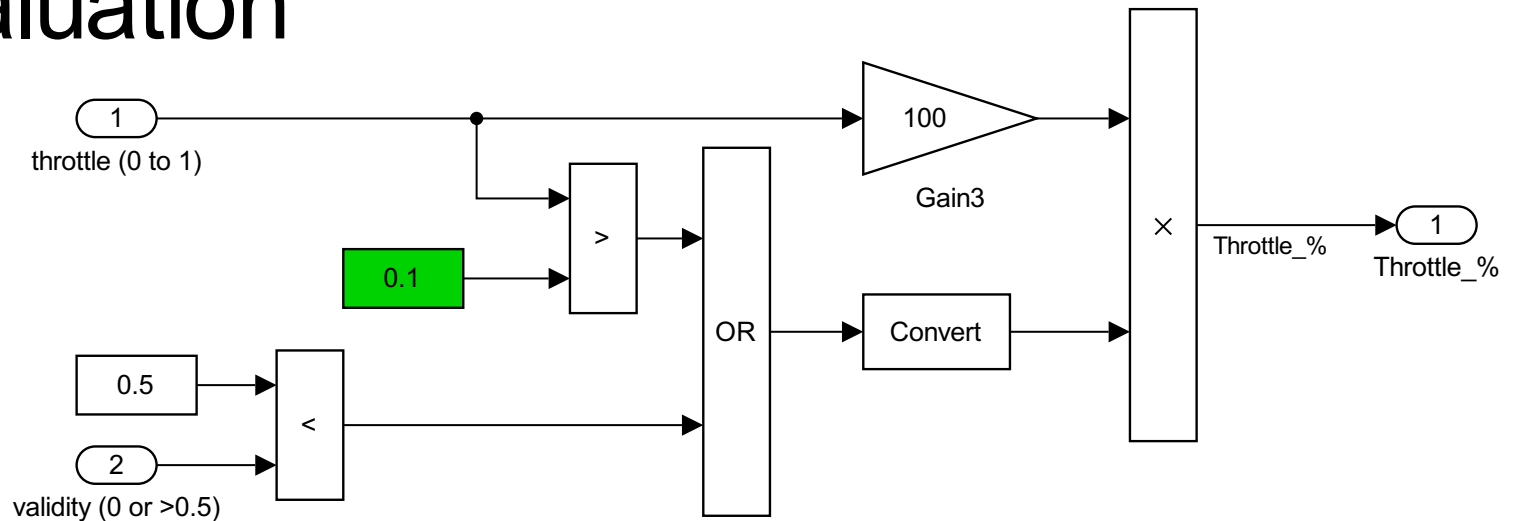 aluation
1
throttle (0 to 1)
100
Gain3
>
0.1
OR
Convert
×
Throttle_%
1
Throttle_%
0.5
<
2
validity (0 or >0.5)